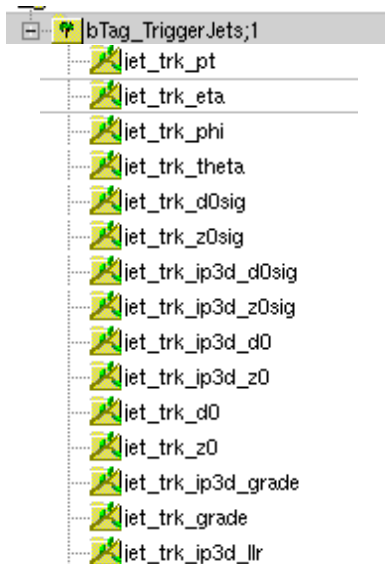 bTag_TriggerJets;1
jet_trk_pt
jet_trk_eta
jet_trk_phi
jet_trk_theta
jet_trk_d0sig
jet_trk_z0sig
jet_trk_ip3d_d0sig
jet_trk_ip3d_z0sig
jet_trk_ip3d_d0
jet_trk_ip3d_z0
jet_trk_d0
jet_trk_z0
jet_trk_ip3d_grade
jet_trk_grade
jet_trk_ip3d_llr